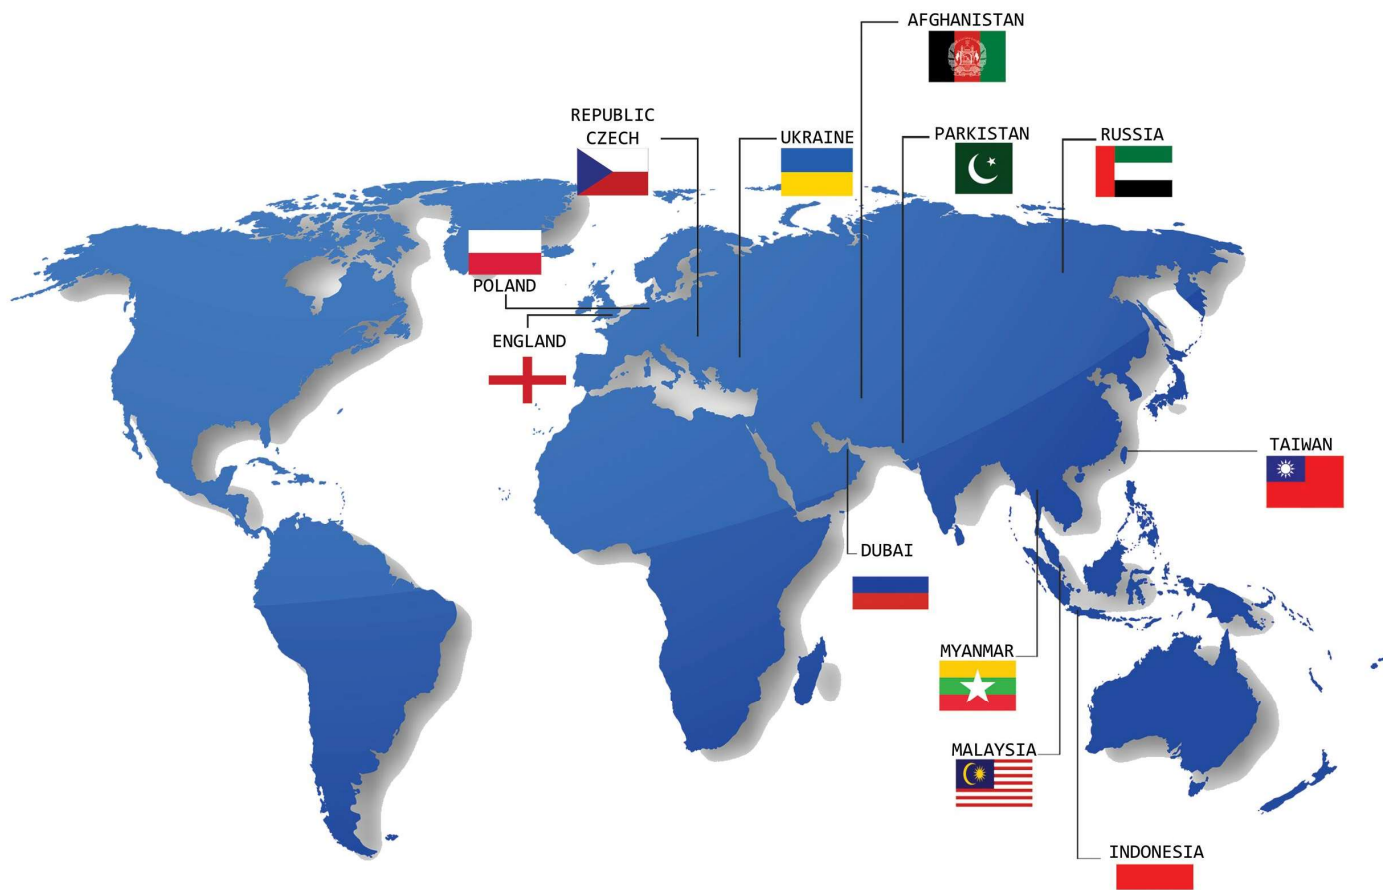 AFGHANISTAN
REPUBLIC
CZECH
UKRAINE
PARKISTAN
RUSSIA
POLAND
ENGLAND
TAIWAN
DUBAI
MYANMAR
MALAYSIA
INDONESIA